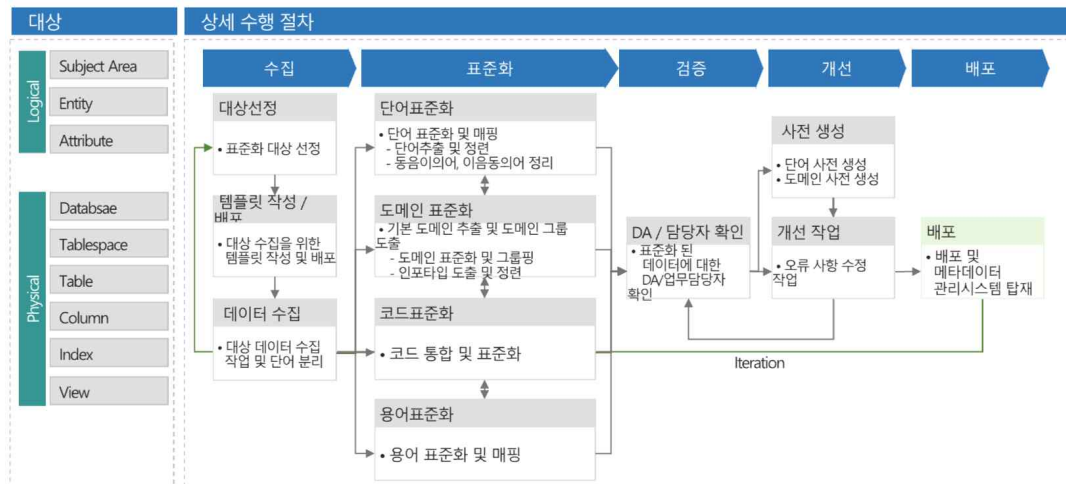 대상
상세 수행 절차
Logical
Subject Area
Entity
Attribute
Physical
Databsae
Tablespace
Table
Column
Index
View
수집
표준화
검증
개선
배포
대상선정
• 표준화 대상 선정
템플릿 작성 /
배포
• 대상 수집을 위한
템플릿 작성 및 배포
데이터 수집
• 대상 데이터 수집
작업 및 단어 분리
단어표준화
• 단어 표준화 및 매핑
- 단어추출 및 정련
- 동음이의어, 이음동의어 정리
도메인 표준화
• 기본 도메인 추출 및 도메인 그룹
도출
- 도메인 표준화 및 그룹핑
- 인포타입 도출 및 정련
코드표준화
• 코드 통합 및 표준화
용어표준화
• 용어 표준화 및 매핑
DA / 담당자 확인
• 표준화 된
데이터에 대한
DA/업무담당자
확인
사전 생성
• 단어 사전 생성
• 도메인 사전 생성
개선 작업
• 오류 사항 수정
작업
배포
• 배포 및
메타데이터
관리시스템 탑재
Iteration